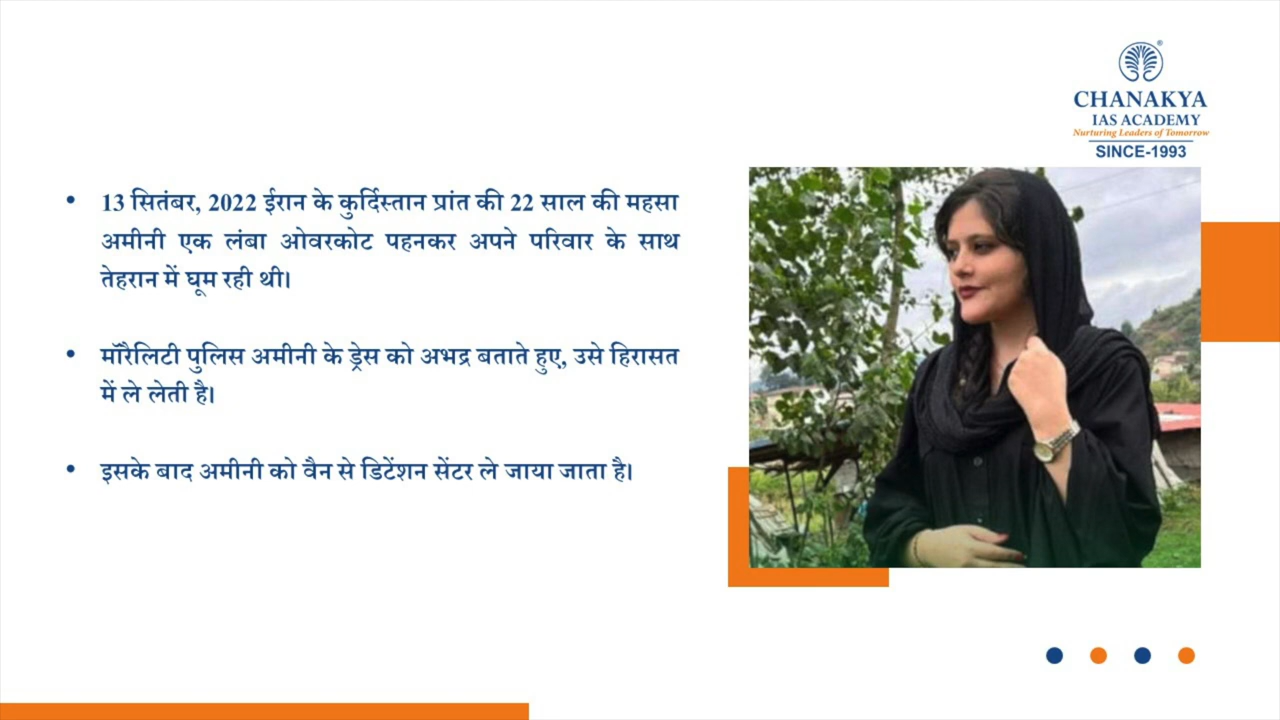 CHANAKYA
IAS ACADEMY
Nurturing Leaders of Tomorrow
SINCE-1993
• 13 सितंबर, 2022 ईरान के कुर्दिस्तान प्रांत की 22 साल की महसा
अमीनी एक लंबा ओवरकोट पहनकर अपने परिवार के साथ
तेहरान में घूम रही थी।
• मॉरैलिटी पुलिस अमीनी के ड्रेस को अभद्र बताते हुए, उसे हिरासत
में ले लेती है।
• इसके बाद अमीनी को वैन से डिटेंशन सेंटर ले जाया जाता है।